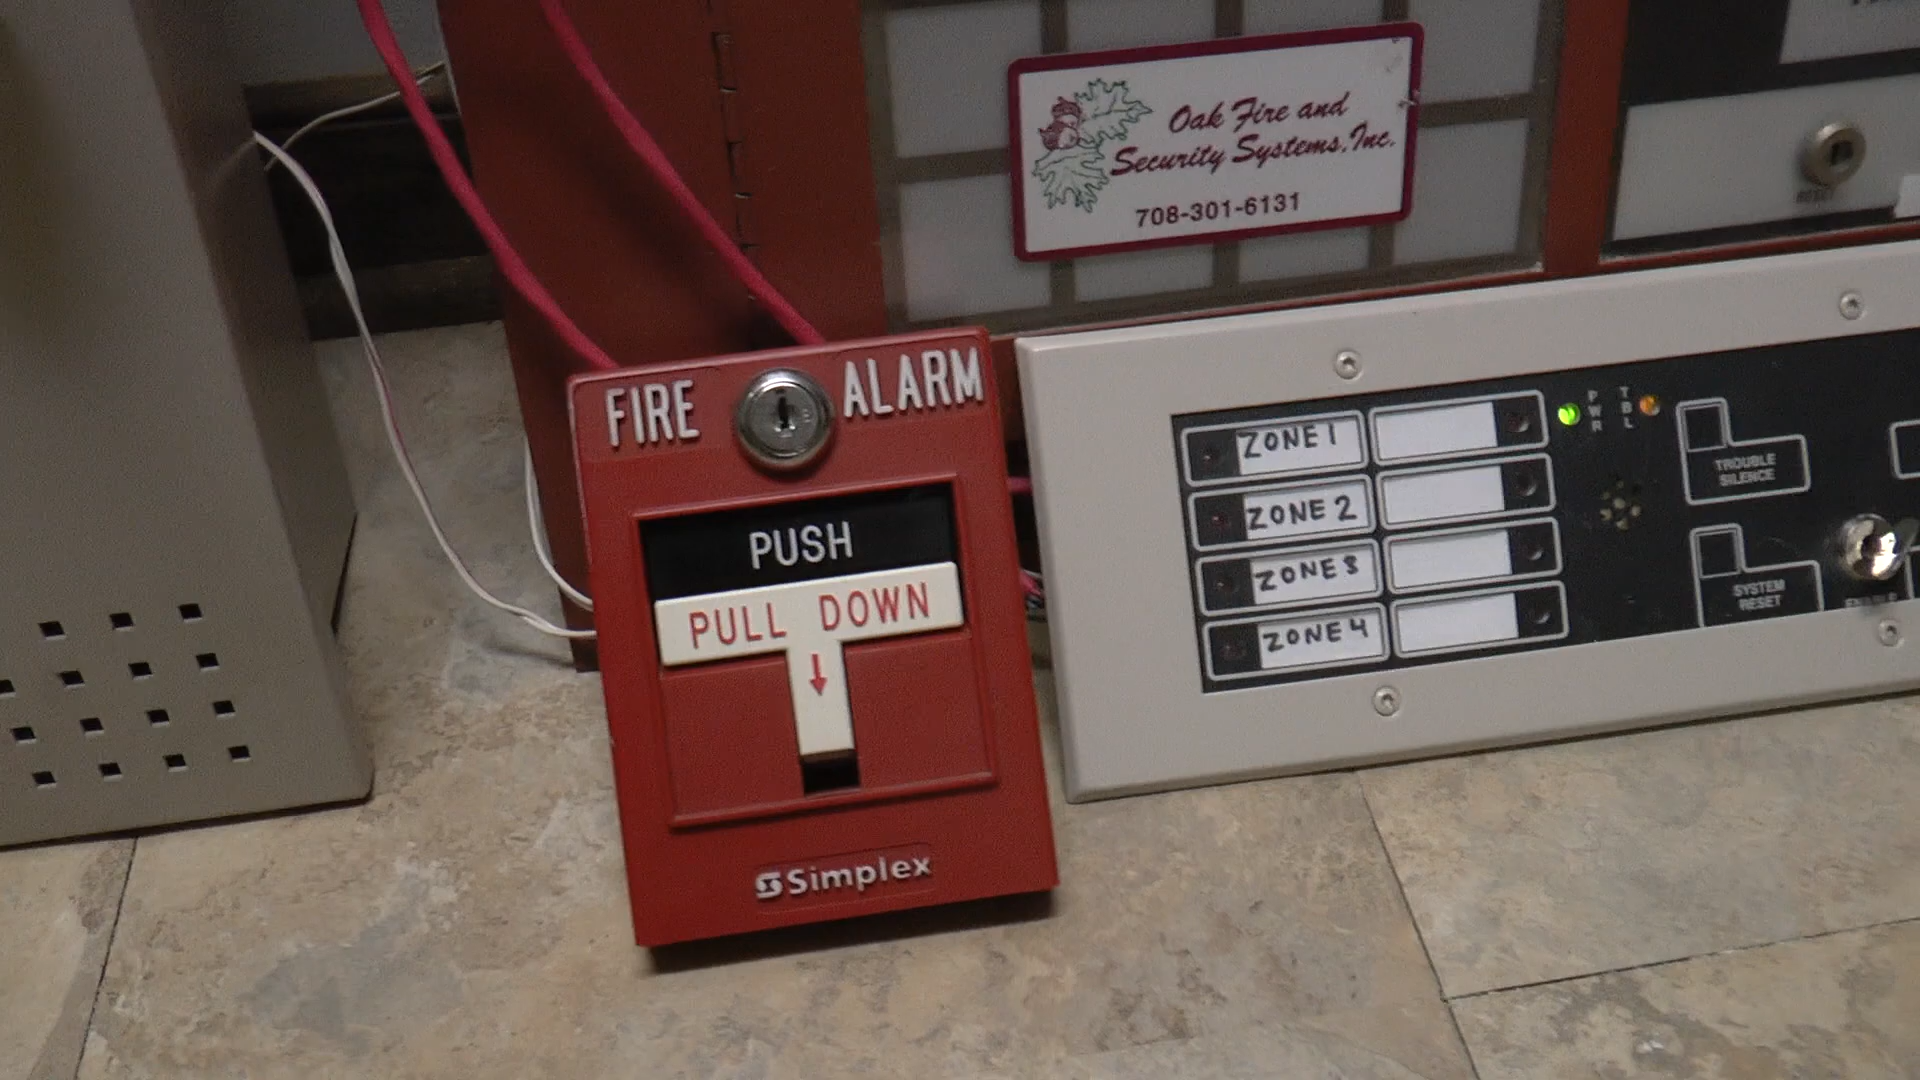 Oak Fire and
Security Systems, Inc.
708-301-6131
RESET
FIRE ALARM
PUSH
PULL DOWN
Simplex
ZONE 1
ZONE 2
ZONE 3
ZONE 4
PWR
TBL
TROUBLE
SILENCE
SYSTEM
RESET